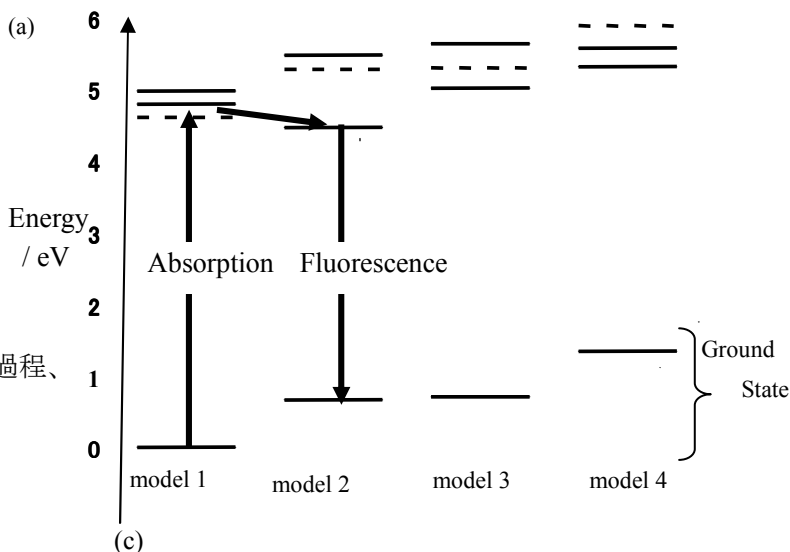 (a)
6
5
4
Energy
3
/ eV
Absorption Fluorescence
2
過程、
1
Ground
State
0
model 1
model 2
model 3
model 4
(c)